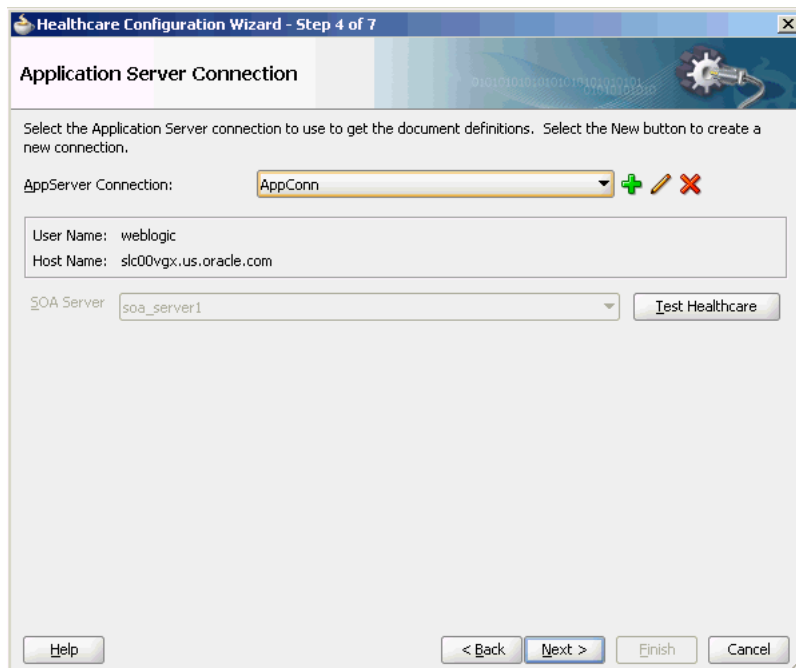 Healthcare Configuration Wizard - Step 4 of 7
Application Server Connection
0101010101010101010101010101
01010101010
Select the Application Server connection to use to get the document definitions.  Select the New button to create a
new connection.
AppServer Connection: AppConn
User Name: weblogic
Host Name: slc00vgx.us.oracle.com
SOA Server soa_server1 Test Healthcare
Help < Back Next > Finish Cancel